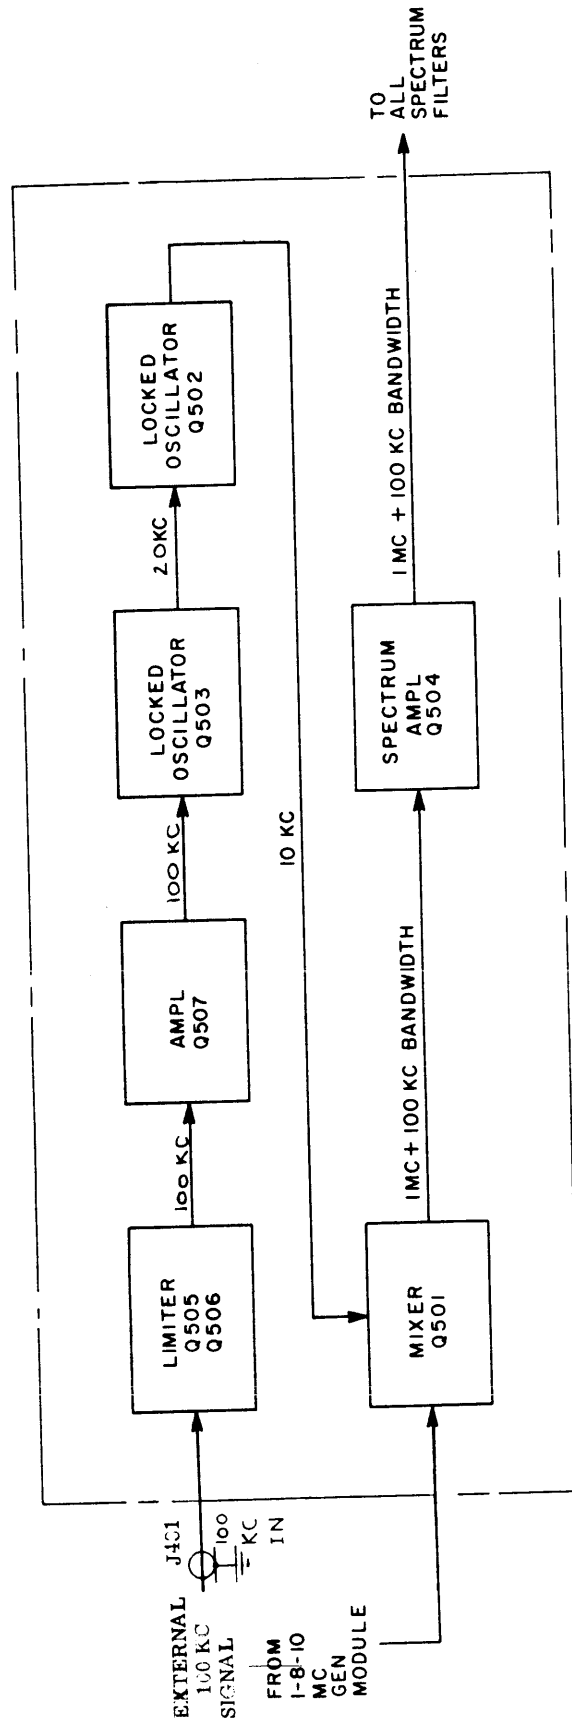 EXTERNAL
100 KC
SIGNAL
J401
100
KC
IN
LIMITER
Q505
Q506
100 KC
AMPL
Q507
100 KC
LOCKED
OSCILLATOR
Q503
20KC
LOCKED
OSCILLATOR
Q502
10 KC
FROM
1-8-10
MC
GEN
MODULE
MIXER
Q501
1MC + 100 KC BANDWIDTH
SPECTRUM
AMPL
Q504
1 MC + 100 KC BANDWIDTH
TO
ALL
SPECTRUM
FILTERS